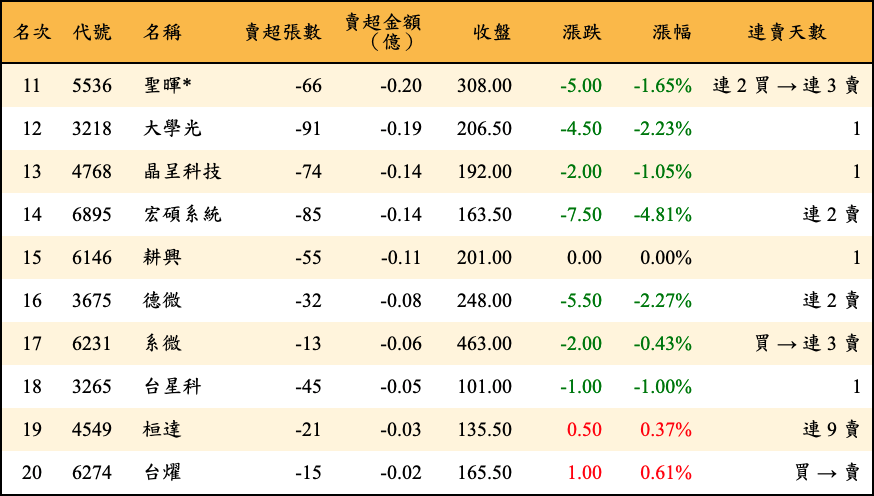 名次 代號 名稱 賣超張數 賣超金額（億） 收盤 漲跌 漲幅 連賣天數
11 5536 聖暉* -66 -0.20 308.00 -5.00 -1.65% 連 2 買 → 連 3 賣
12 3218 大學光 -91 -0.19 206.50 -4.50 -2.23% 1
13 4768 晶呈科技 -74 -0.14 192.00 -2.00 -1.05% 1
14 6895 宏碩系統 -85 -0.14 163.50 -7.50 -4.81% 連 2 賣
15 6146 耕興 -55 -0.11 201.00 0.00 0.00% 1
16 3675 德微 -32 -0.08 248.00 -5.50 -2.27% 連 2 賣
17 6231 系微 -13 -0.06 463.00 -2.00 -0.43% 買 → 連 3 賣
18 3265 台星科 -45 -0.05 101.00 -1.00 -1.00% 1
19 4549 桓達 -21 -0.03 135.50 0.50 0.37% 連 9 賣
20 6274 台燿 -15 -0.02 165.50 1.00 0.61% 買 → 賣